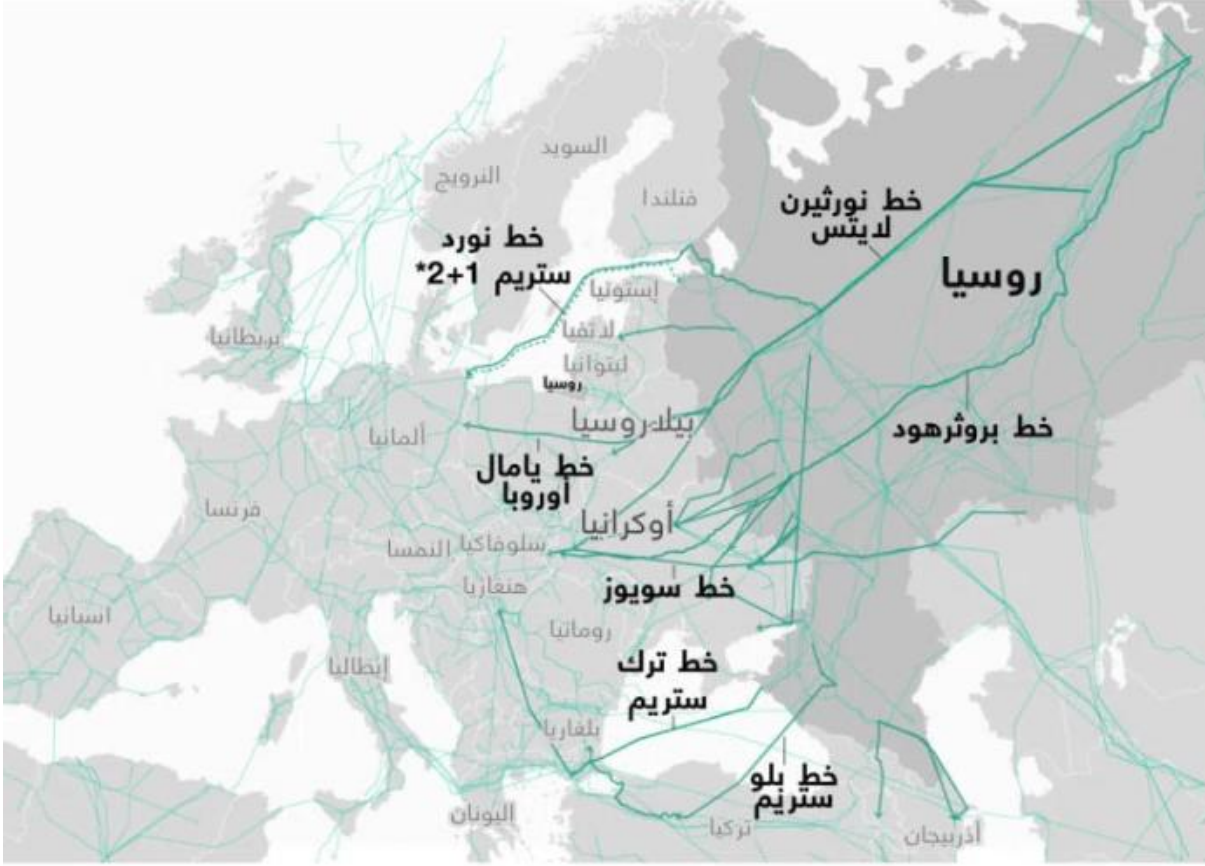 السويد
النرويج
فنلندا
خط نورثيرن
لايتس
خط نورد
ستريم 1+2*
روسيا
إستونيا
لاتفيا
بريطانيا
ليتوانيا
روسيا
بيلاروسيا
خط بروثرهود
ألمانيا
خط يامال
أوروبا
فرنسا
أوكرانيا
سلوفاكيا
النمسا
هنغاريا
خط سويوز
اسبانيا
رومانيا
إيطاليا
خط ترك
ستريم
بلغاريا
خط بلو
ستريم
اليونان
تركيا
أذربيجان